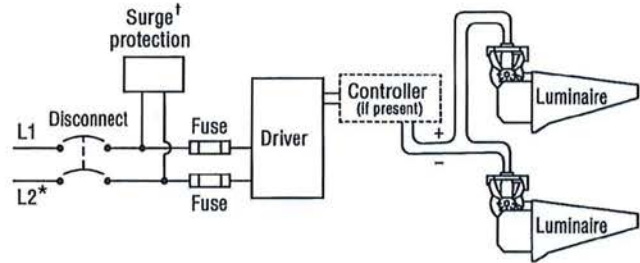 Surge†
protection
Disconnect
L1
L2*
Fuse
Fuse
Driver
Controller
(if present)
+
−
Luminaire
Luminaire